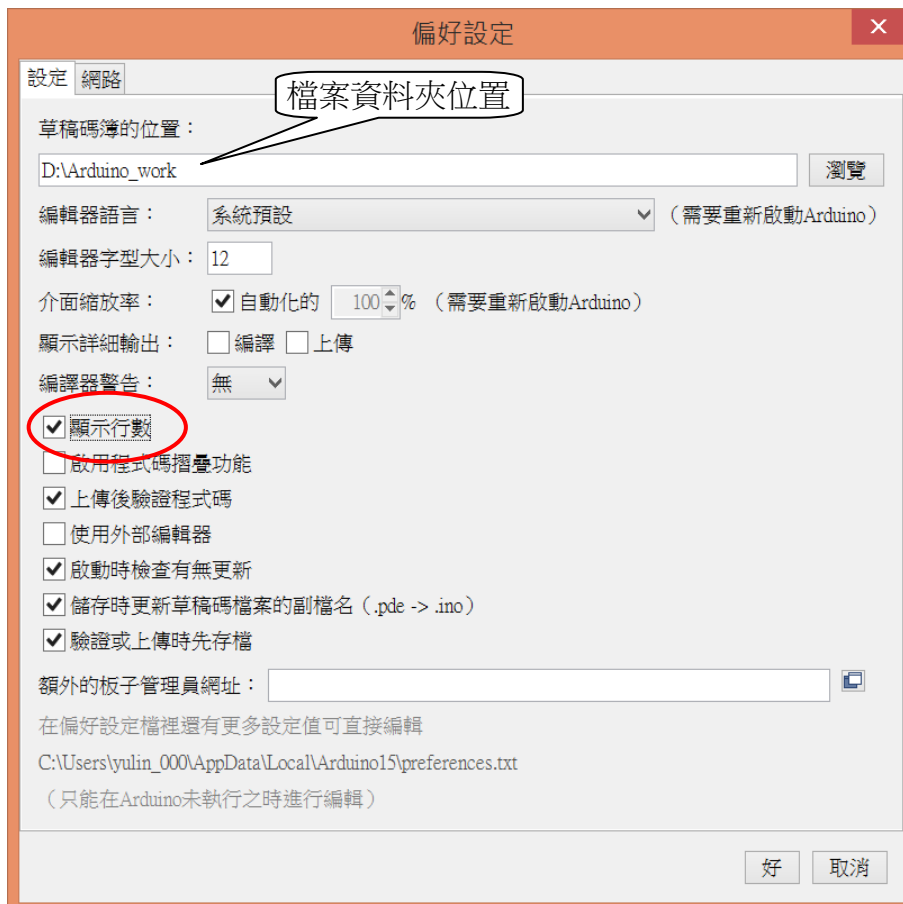 偏好設定
設定 網路
檔案資料夾位置
草稿碼簿的位置：
D:\Arduino_work 瀏覽
編輯器語言： 系統預設 （需要重新啟動Arduino）
編輯器字型大小： 12
介面縮放率： 自動化的 100 % （需要重新啟動Arduino）
顯示詳細輸出： 編譯 上傳
編譯器警告： 無
顯示行數
啟用程式碼摺疊功能
上傳後驗證程式碼
使用外部編輯器
啟動時檢查有無更新
儲存時更新草稿碼檔案的副檔名（.pde -> .ino）
驗證或上傳時先存檔
額外的板子管理員網址：
在偏好設定檔裡還有更多設定值可直接編輯
C:\Users\yulin_000\AppData\Local\Arduino15\preferences.txt
（只能在Arduino未執行之時進行編輯）
好 取消